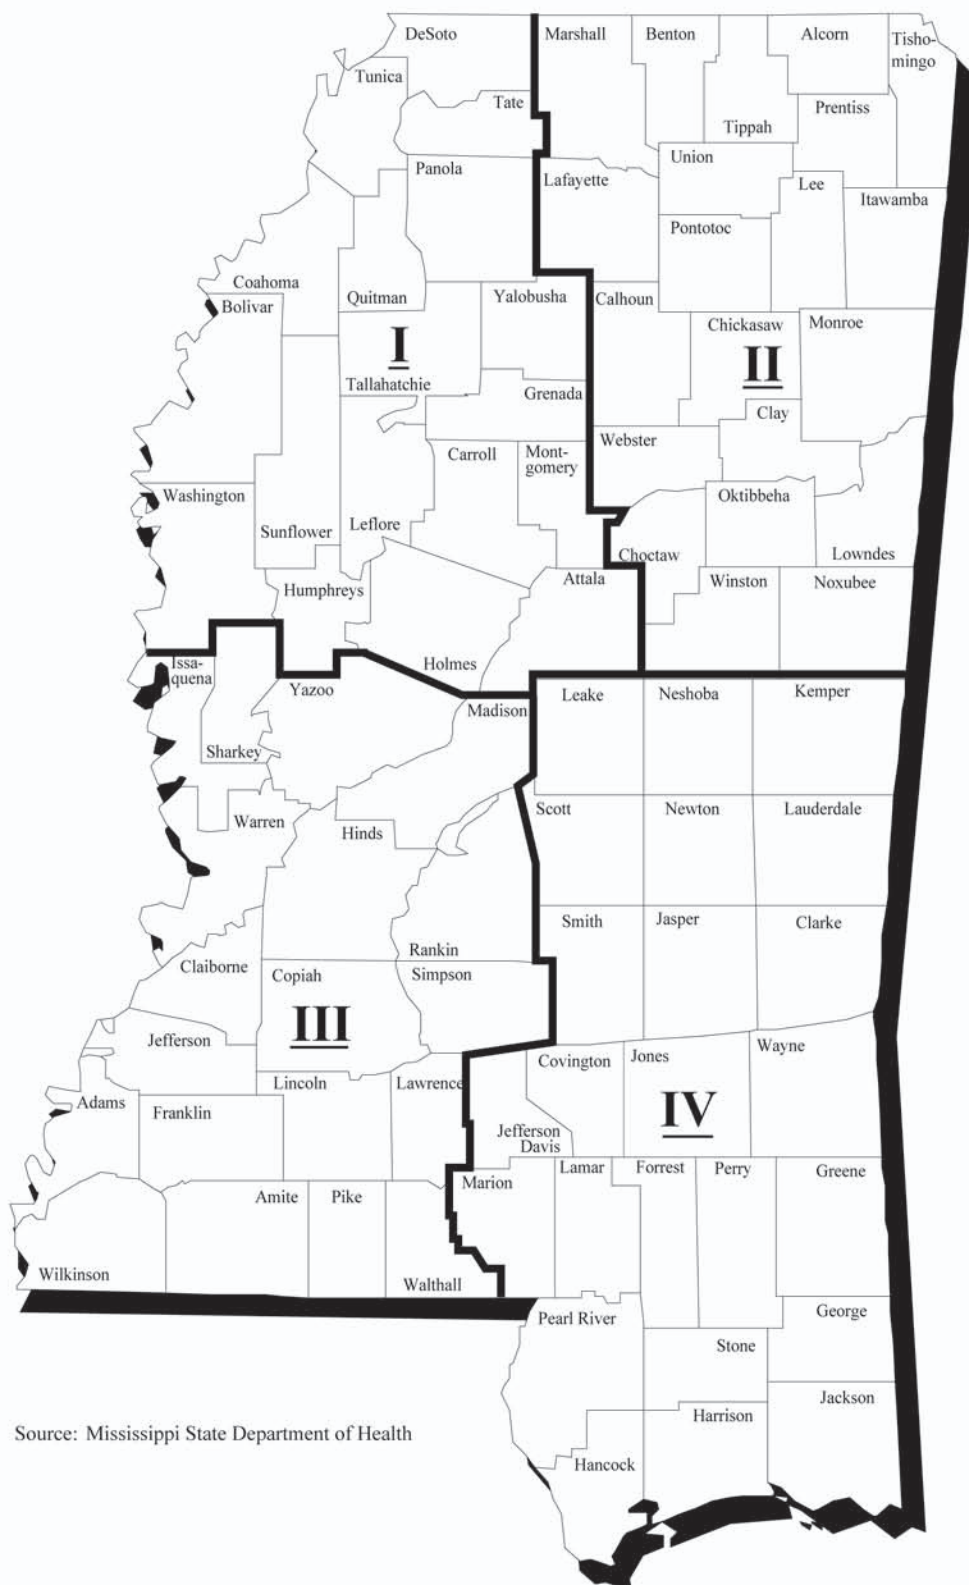 DeSoto
Marshall
Benton
Alcorn
Tisho-
mingo
Tunica
Tate
Tippah
Prentiss
Panola
Lafayette
Union
Lee
Itawamba
Pontotoc
Coahoma
Quitman
Yalobusha
Calhoun
Bolivar
Chickasaw
Monroe
I
II
Tallahatchie
Grenada
Clay
Webster
Carroll
Mont-
gomery
Washington
Oktibbeha
Sunflower
Leflore
Choctaw
Lowndes
Humphreys
Attala
Winston
Noxubee
Issa-
quena
Holmes
Yazoo
Madison
Leake
Neshoba
Kemper
Sharkey
Warren
Hinds
Scott
Newton
Lauderdale
Smith
Jasper
Clarke
Rankin
Claiborne
Copiah
Simpson
III
Jefferson
Covington
Jones
Wayne
Lincoln
Lawrence
Adams
Franklin
IV
Jefferson
Davis
Marion
Lamar
Forrest
Perry
Greene
Amite
Pike
Wilkinson
Walthall
Pearl River
George
Stone
Jackson
Harrison
Source: Mississippi State Department of Health
Hancock